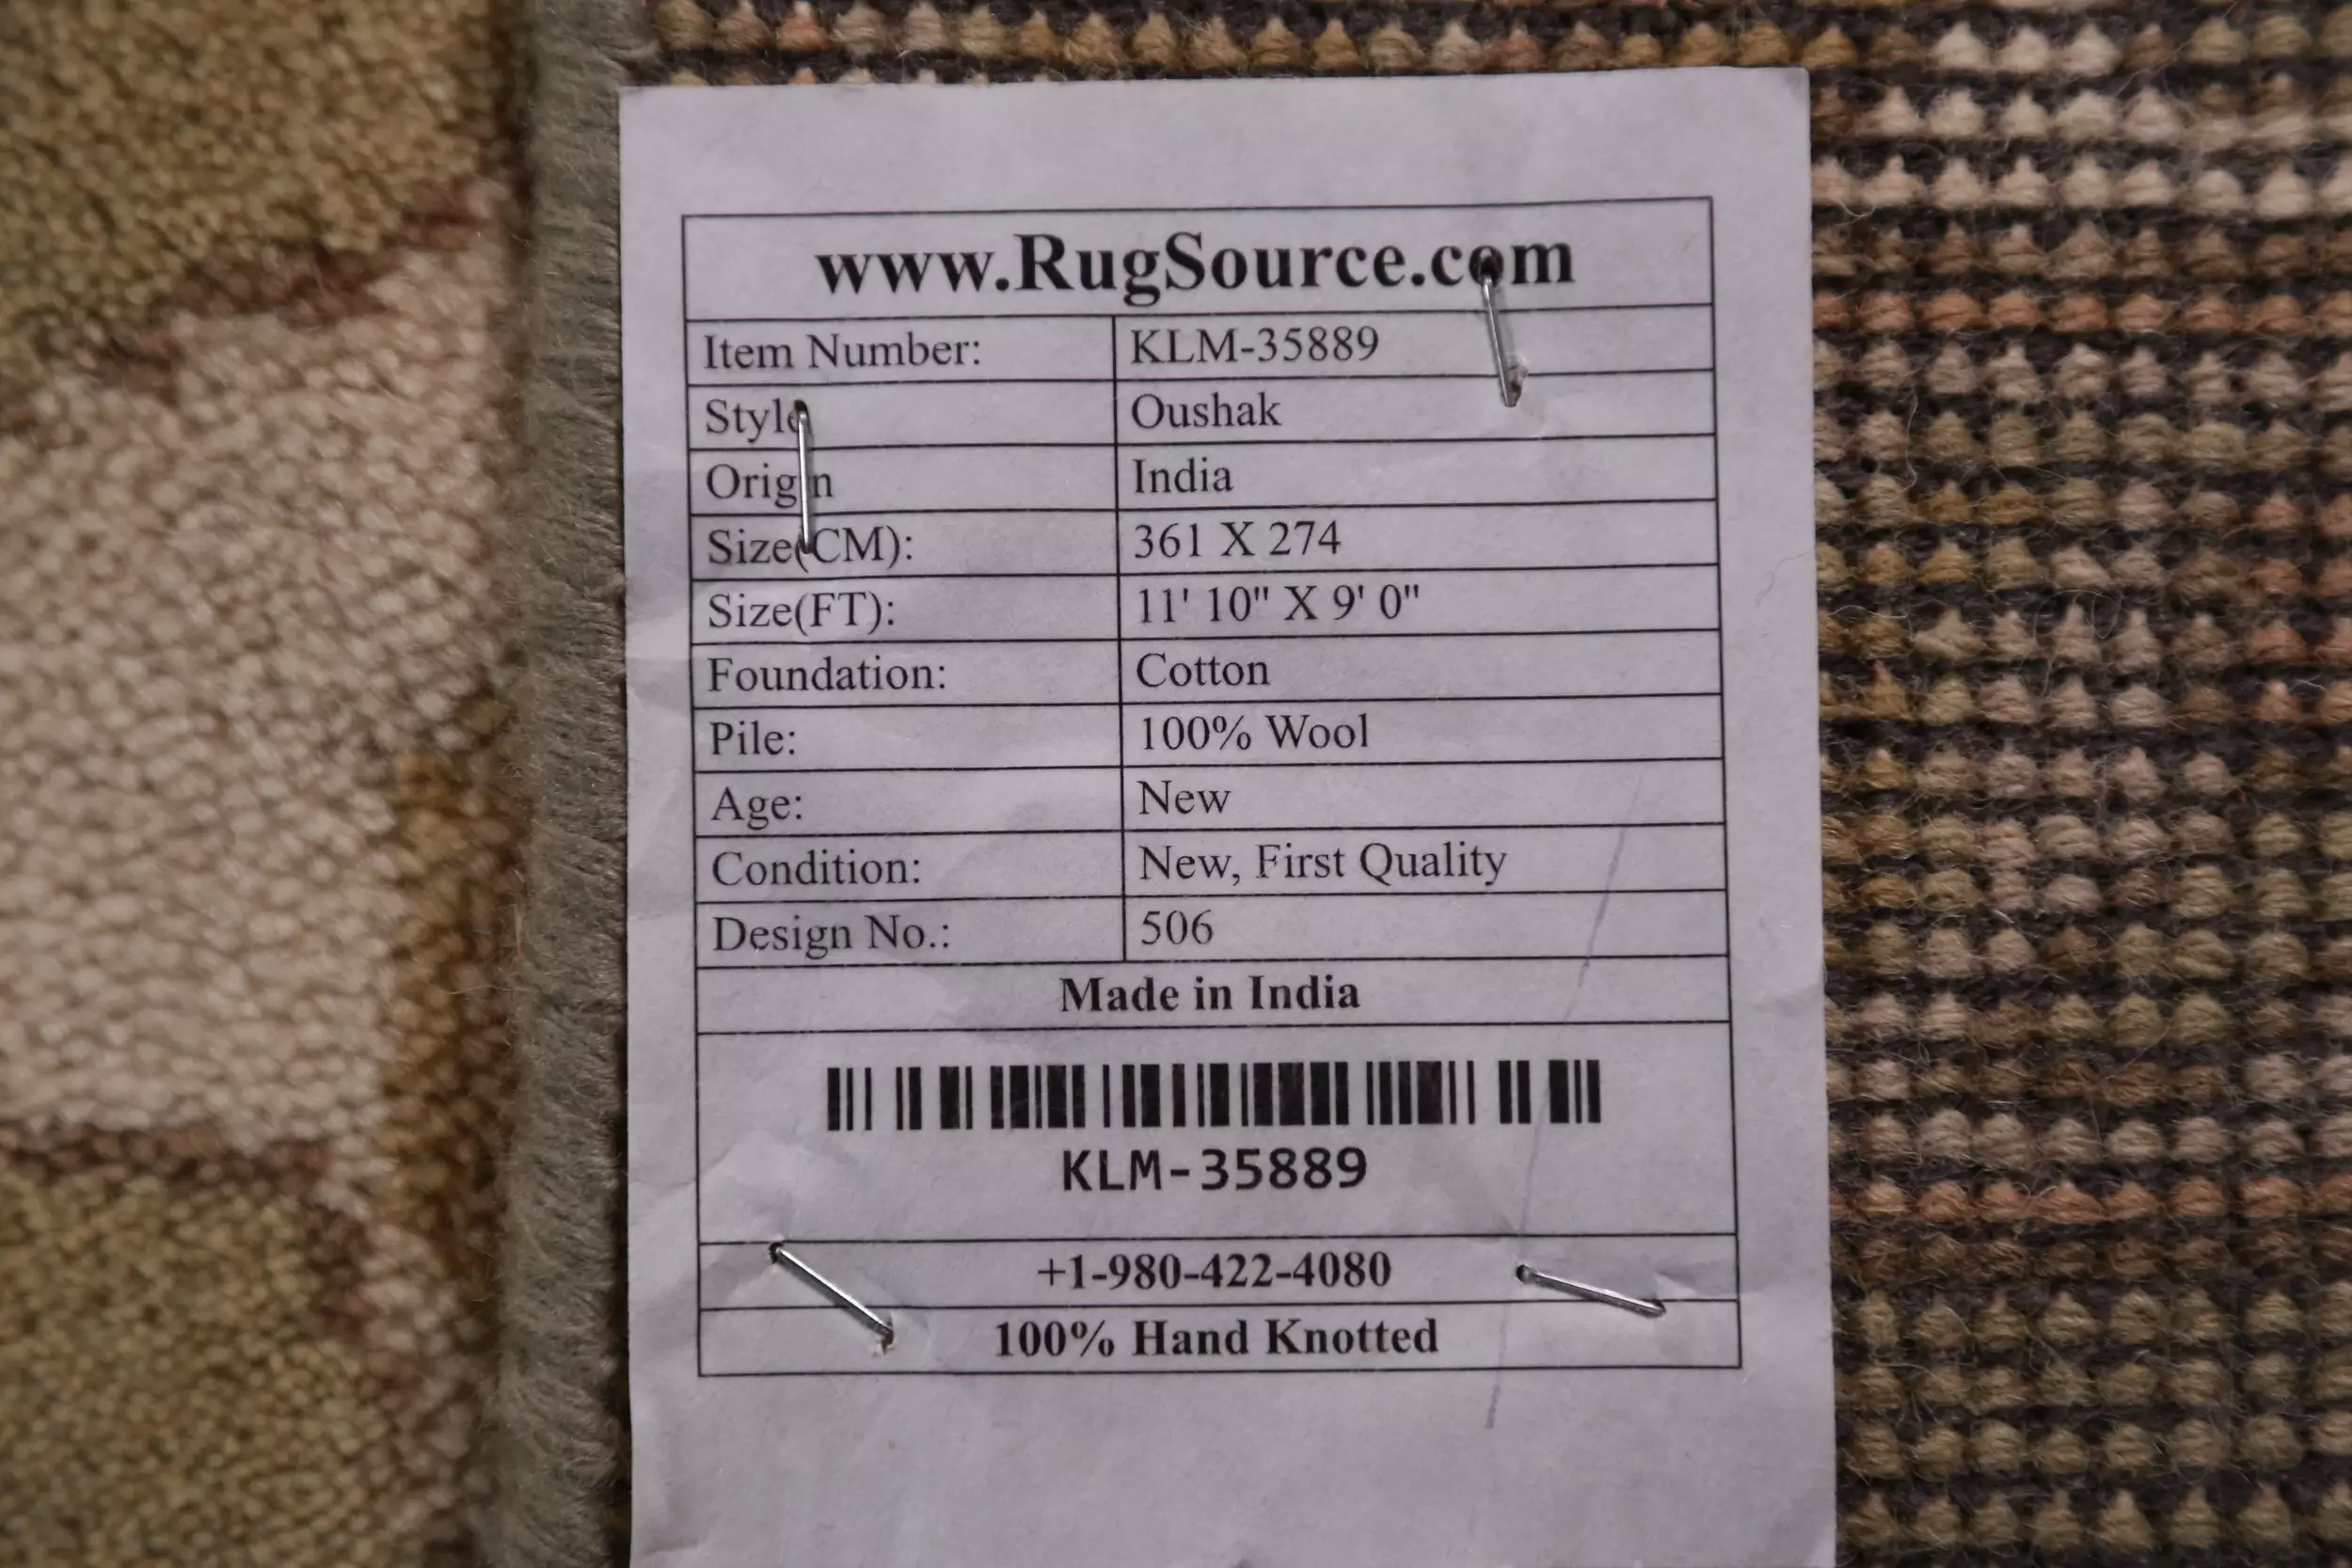 www.RugSource.com
Item Number: KLM-35889
Style Oushak
Origin India
Size(CM): 361 X 274
Size(FT): 11' 10" X 9' 0"
Foundation: Cotton
Pile: 100% Wool
Age: New
Condition: New, First Quality
Design No.: 506
Made in India
KLM-35889
+1-980-422-4080
100% Hand Knotted